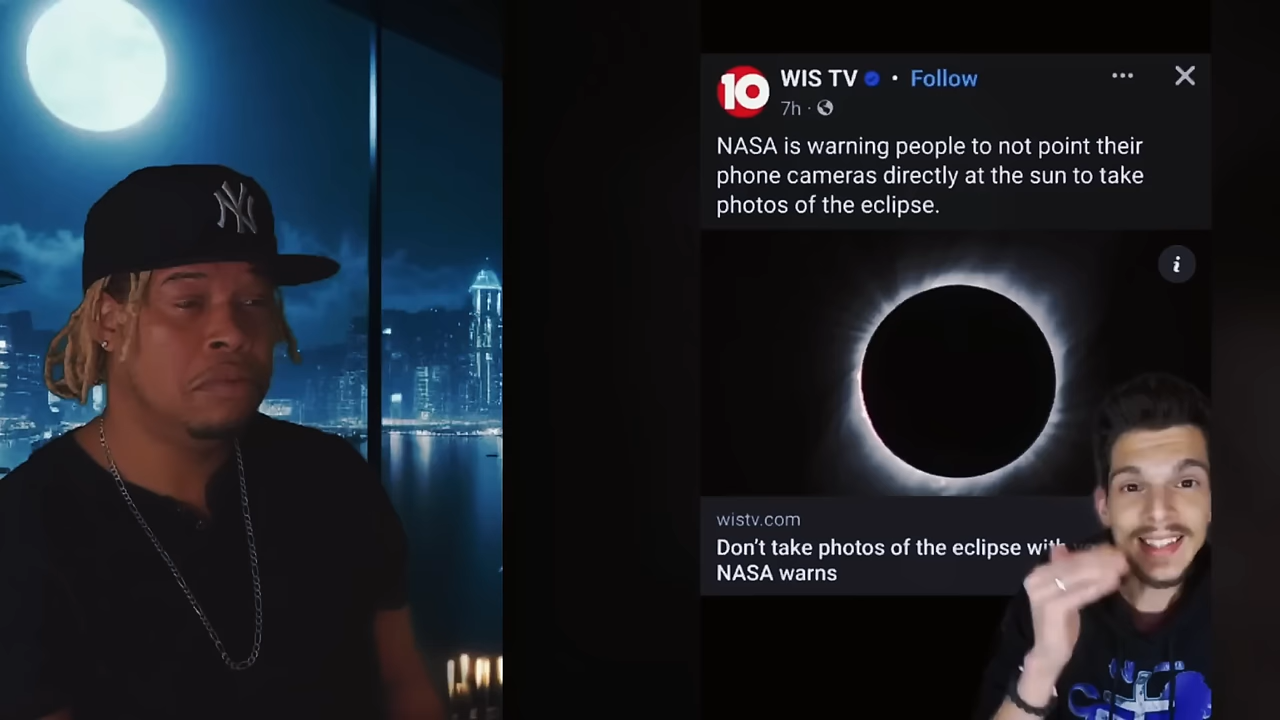 NY
10 WIS TV • Follow
7h ·
NASA is warning people to not point their
phone cameras directly at the sun to take
photos of the eclipse.
wistv.com
Don't take photos of the eclipse with
NASA warns